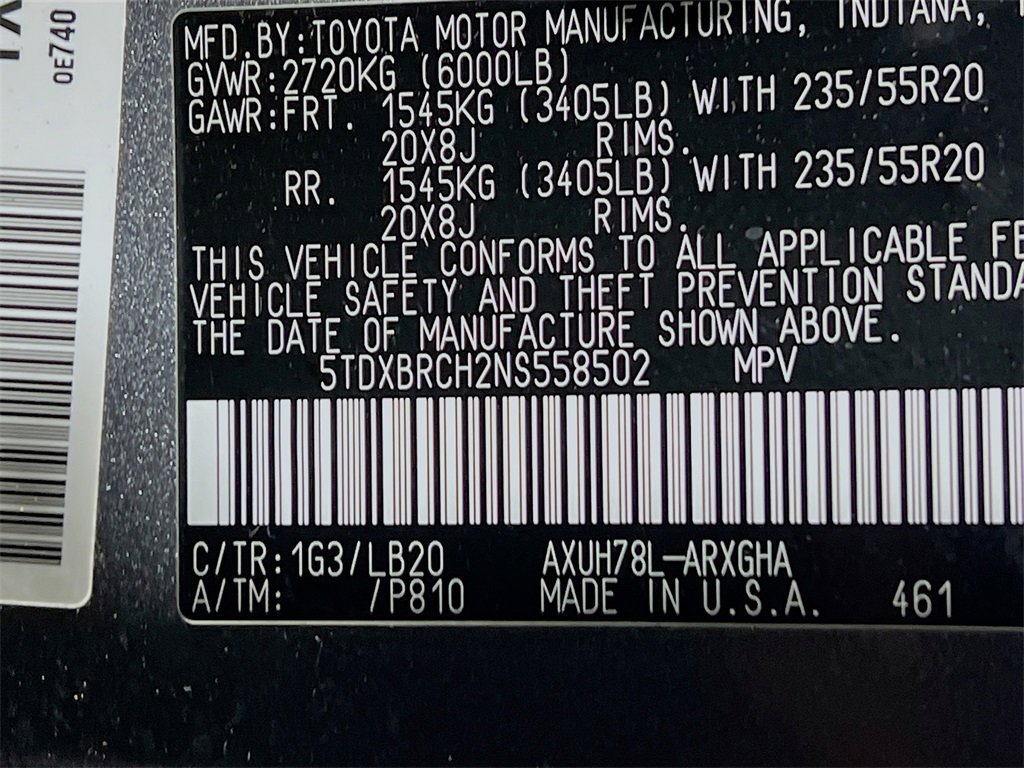 0E740
MFD.BY:TOYOTA MOTOR MANUFACTURING, INDIANA,
GVWR:2720KG (6000LB)
GAWR:FRT. 1545KG (3405LB) WITH 235/55R20
20X8J RIMS.
RR. 1545KG (3405LB) WITH 235/55R20
20X8J RIMS.
THIS VEHICLE CONFORMS TO ALL APPLICABLE FE
VEHICLE SAFETY AND THEFT PREVENTION STANDA
THE DATE OF MANUFACTURE SHOWN ABOVE.
5TDXBRCH2NS558502 MPV
C/TR:1G3/LB20 AXUH78L-ARXGHA
A/TM: /P810 MADE IN U.S.A. 461